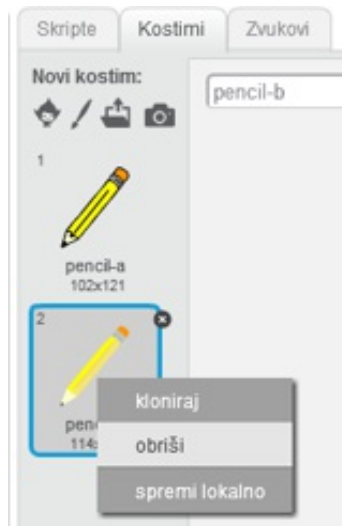 Skripte Kostimi Zvukovi
Novi kostim:
pencil-b
1
pencil-a
102x121
2
kloniraj
obriši
spremi lokalno